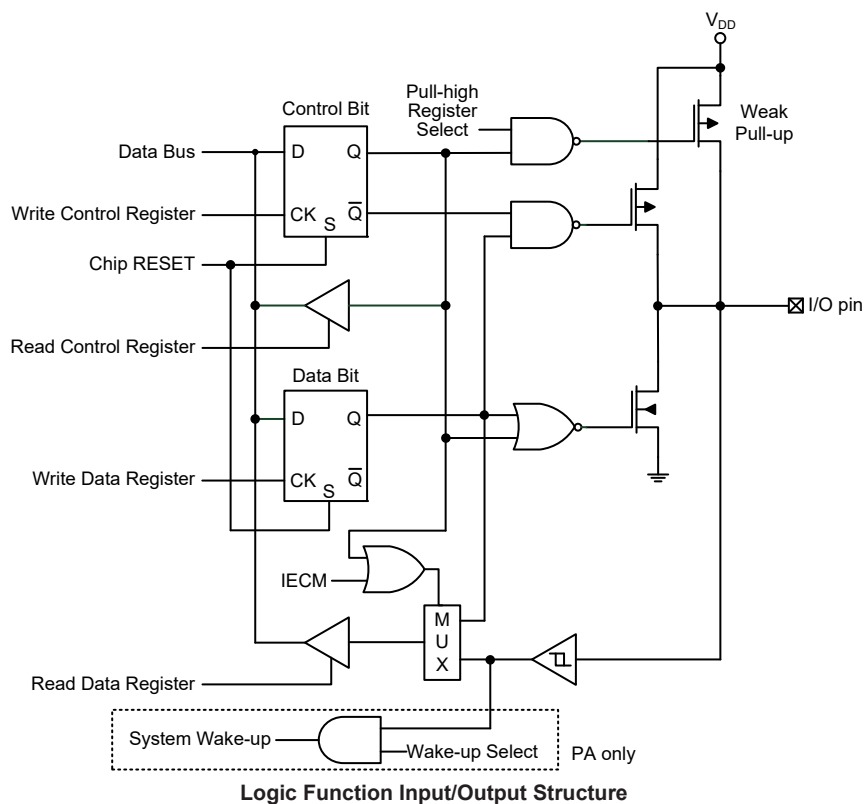 V_DD
Pull-high
Register
Select
Control Bit
Weak
Pull-up
Data Bus
D
Q
Write Control Register
CK
S
Q̅
Chip RESET
I/O pin
Read Control Register
Data Bit
D
Q
Write Data Register
CK
S
Q̅
IECM
M
U
X
Read Data Register
System Wake-up
Wake-up Select
PA only
Logic Function Input/Output Structure